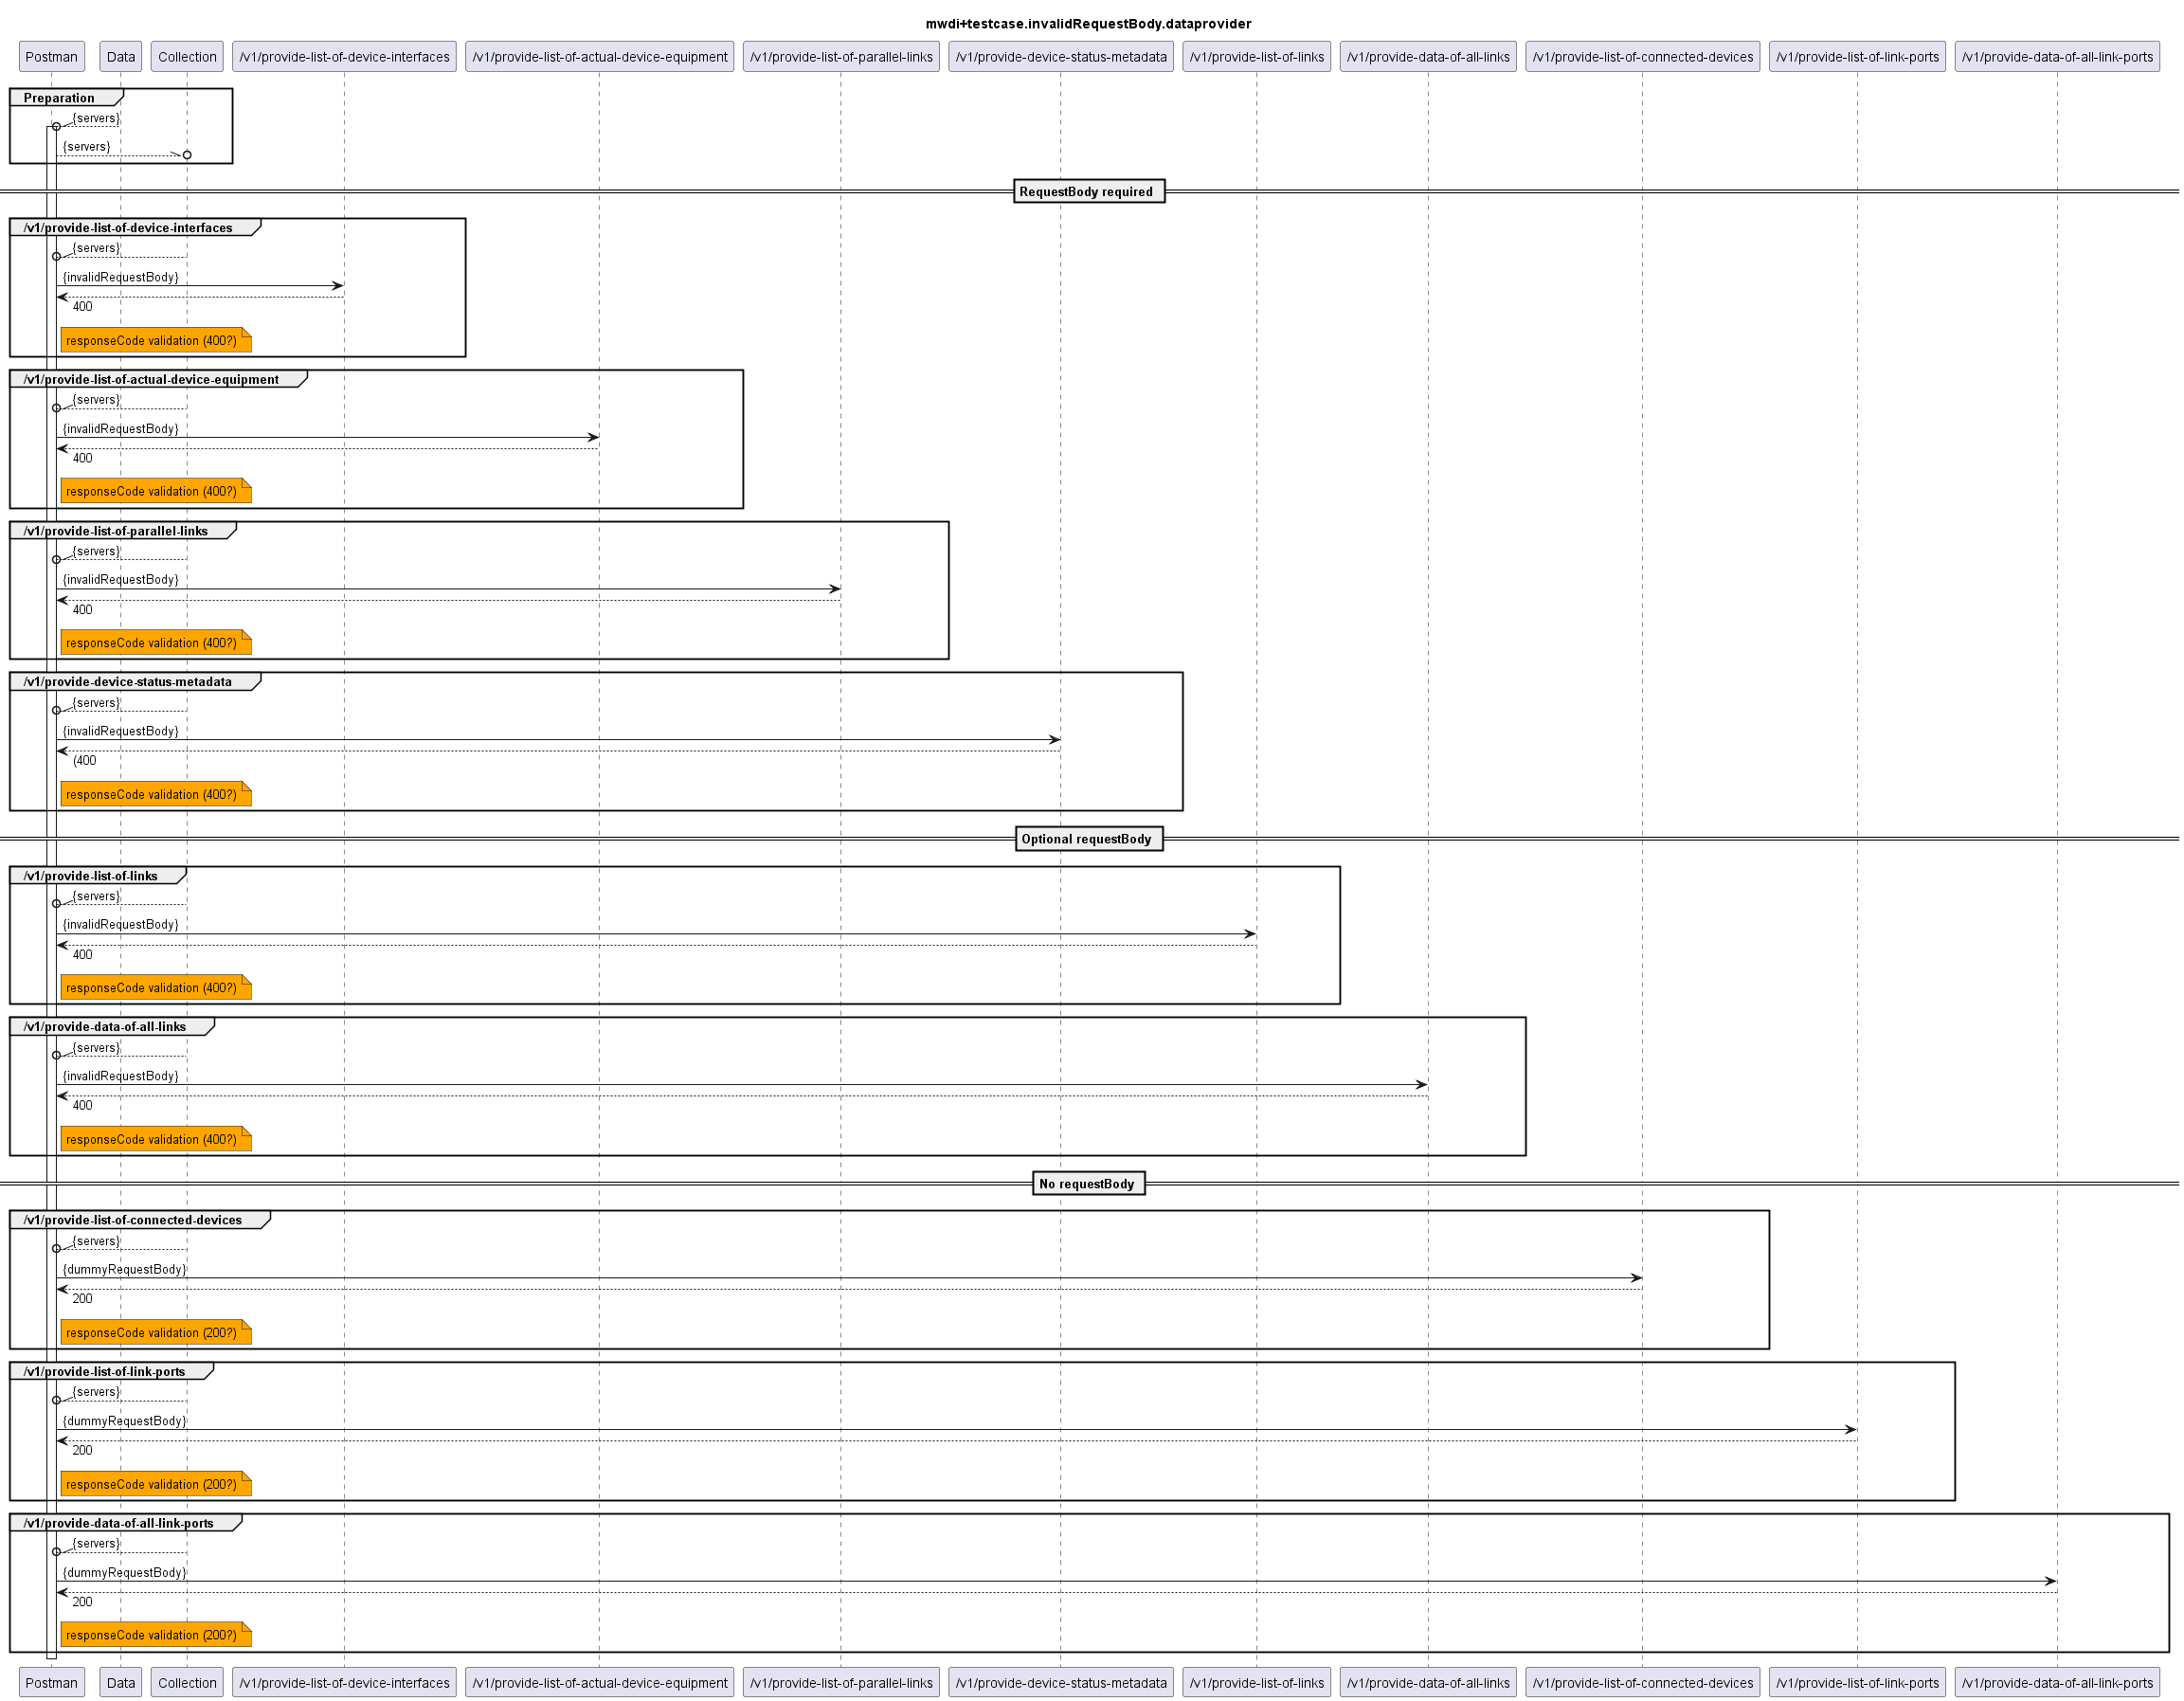 mwdi+testcase.invalidRequestBody.dataprovider
Postman
Data
Collection
/v1/provide-list-of-device-interfaces
/v1/provide-list-of-actual-device-equipment
/v1/provide-list-of-parallel-links
/v1/provide-device-status-metadata
/v1/provide-list-of-links
/v1/provide-data-of-all-links
/v1/provide-list-of-connected-devices
/v1/provide-list-of-link-ports
/v1/provide-data-of-all-link-ports
Preparation
{servers}
{servers}
RequestBody required
/v1/provide-list-of-device-interfaces
{servers}
{invalidRequestBody}
400
responseCode validation (400?)
/v1/provide-list-of-actual-device-equipment
{servers}
{invalidRequestBody}
400
responseCode validation (400?)
/v1/provide-list-of-parallel-links
{servers}
{invalidRequestBody}
400
responseCode validation (400?)
/v1/provide-device-status-metadata
{servers}
{invalidRequestBody}
(400
responseCode validation (400?)
Optional requestBody
/v1/provide-list-of-links
{servers}
{invalidRequestBody}
400
responseCode validation (400?)
/v1/provide-data-of-all-links
{servers}
{invalidRequestBody}
400
responseCode validation (400?)
No requestBody
/v1/provide-list-of-connected-devices
{servers}
{dummyRequestBody}
200
responseCode validation (200?)
/v1/provide-list-of-link-ports
{servers}
{dummyRequestBody}
200
responseCode validation (200?)
/v1/provide-data-of-all-link-ports
{servers}
{dummyRequestBody}
200
responseCode validation (200?)
Postman
Data
Collection
/v1/provide-list-of-device-interfaces
/v1/provide-list-of-actual-device-equipment
/v1/provide-list-of-parallel-links
/v1/provide-device-status-metadata
/v1/provide-list-of-links
/v1/provide-data-of-all-links
/v1/provide-list-of-connected-devices
/v1/provide-list-of-link-ports
/v1/provide-data-of-all-link-ports